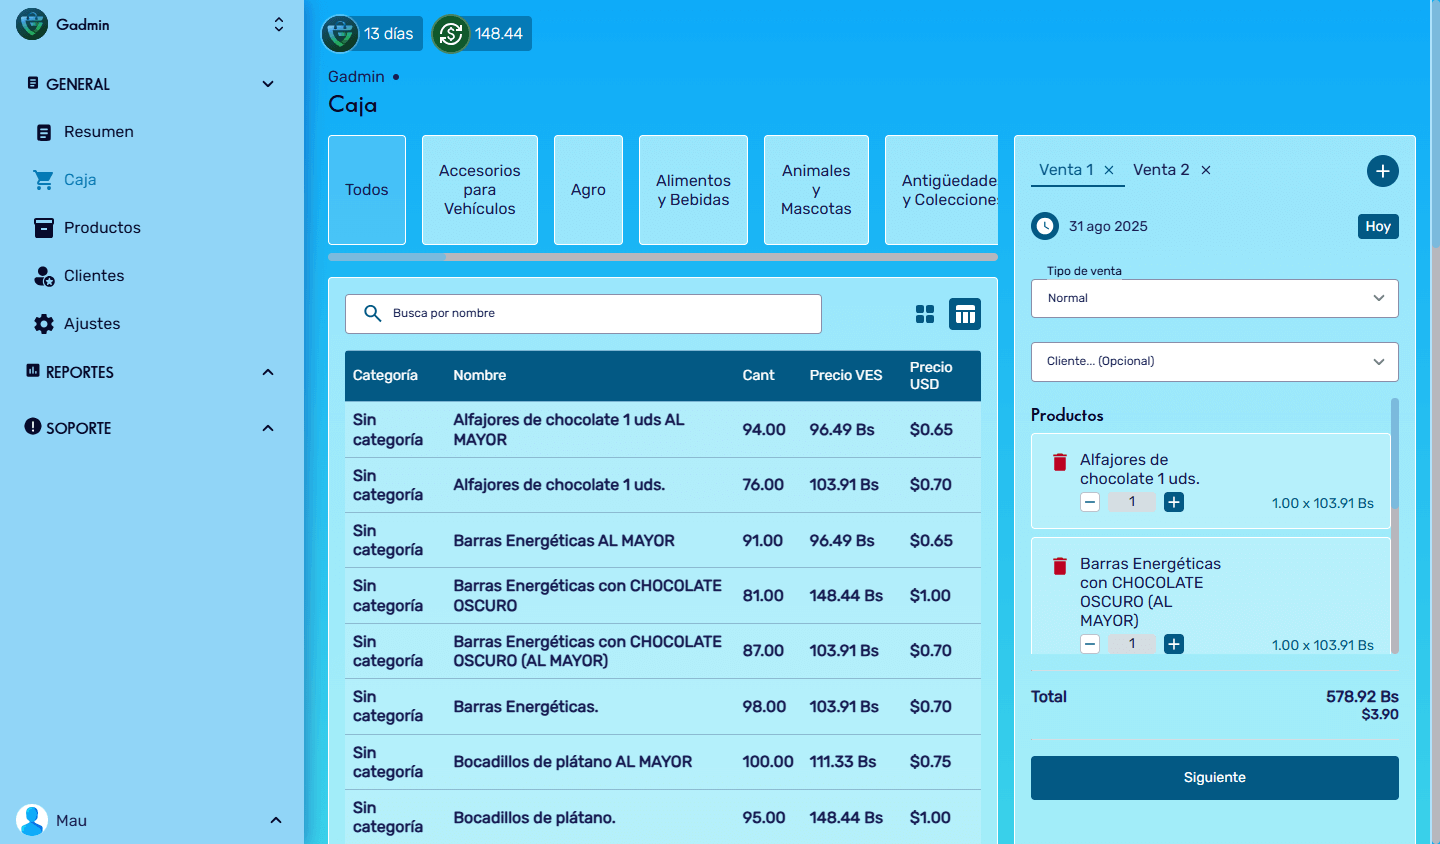 Gadmin
GENERAL
Resumen
Caja
Productos
Clientes
Ajustes
REPORTES
SOPORTE
Mau
13 días
148.44
Gadmin
Caja
Todos
Accesorios
para
Vehículos
Agro
Alimentos
y Bebidas
Animales
y
Mascotas
Antigüedade
y Coleccione
Busca por nombre
Categoría Nombre Cant Precio VES Precio
USD
Sin
categoría
Alfajores de chocolate 1 uds AL
MAYOR
94.00 96.49 Bs $0.65
Sin
categoría
Alfajores de chocolate 1 uds. 76.00 103.91 Bs $0.70
Sin
categoría
Barras Energéticas AL MAYOR 91.00 96.49 Bs $0.65
Sin
categoría
Barras Energéticas con CHOCOLATE
OSCURO
81.00 148.44 Bs $1.00
Sin
categoría
Barras Energéticas con CHOCOLATE
OSCURO (AL MAYOR)
87.00 103.91 Bs $0.70
Sin
categoría
Barras Energéticas. 98.00 103.91 Bs $0.70
Sin
categoría
Bocadillos de plátano AL MAYOR 100.00 111.33 Bs $0.75
Sin
categoría
Bocadillos de plátano. 95.00 148.44 Bs $1.00
Venta 1 × Venta 2 ×
31 ago 2025 Hoy
Tipo de venta
Normal
Cliente... (Opcional)
Productos
Alfajores de
chocolate 1 uds.
1 1.00 x 103.91 Bs
Barras Energéticas
con CHOCOLATE
OSCURO (AL
MAYOR)
1 1.00 x 103.91 Bs
Total 578.92 Bs
$3.90
Siguiente